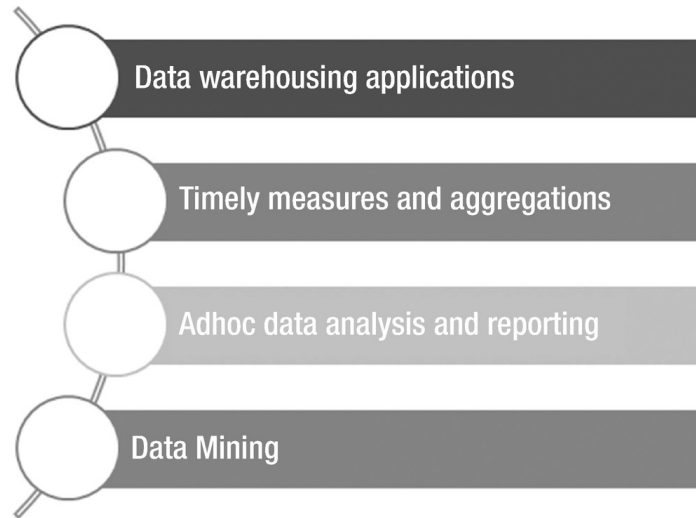 Data warehousing applications
Timely measures and aggregations
Adhoc data analysis and reporting
Data Mining